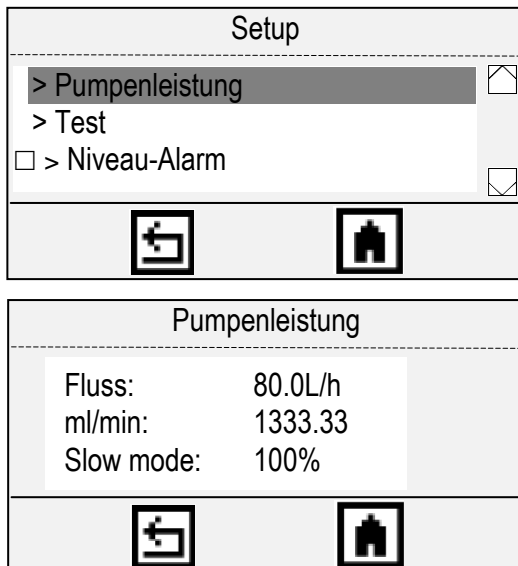 Setup
> Pumpenleistung
> Test
□ > Niveau-Alarm
Pumpenleistung
Fluss: 80.0L/h
ml/min: 1333.33
Slow mode: 100%